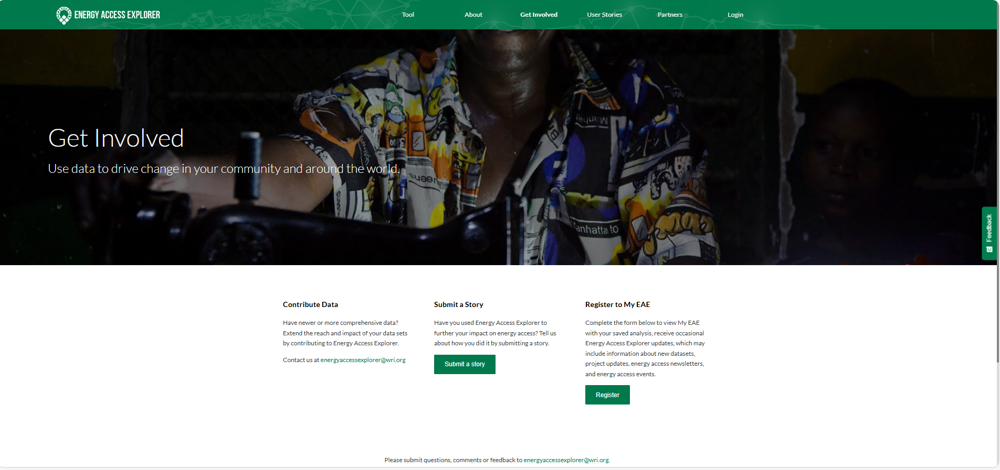 ENERGY ACCESS EXPLORER
Tool
About
Get Involved
User Stories
Partners
Login
Get Involved
Use data to drive change in your community and around the world.
Manha
ueens
anhatta to
Feedback
Contribute Data
Have newer or more comprehensive data?
Extend the reach and impact of your data sets
by contributing to Energy Access Explorer.
Contact us at energyaccessexplorer@wri.org
Submit a Story
Have you used Energy Access Explorer to
further your impact on energy access? Tell us
about how you did it by submitting a story.
Submit a story
Register to My EAE
Complete the form below to view My EAE
with your saved analysis, receive occasional
Energy Access Explorer updates, which may
include information about new datasets,
project updates, energy access newsletters,
and energy access events.
Register
Please submit questions, comments or feedback to energyaccessexplorer@wri.org.